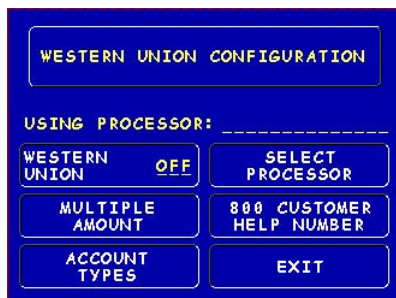 WESTERN UNION CONFIGURATION
USING PROCESSOR: ______________
WESTERN
UNION OFF
SELECT
PROCESSOR
MULTIPLE
AMOUNT
800 CUSTOMER
HELP NUMBER
ACCOUNT
TYPES
EXIT